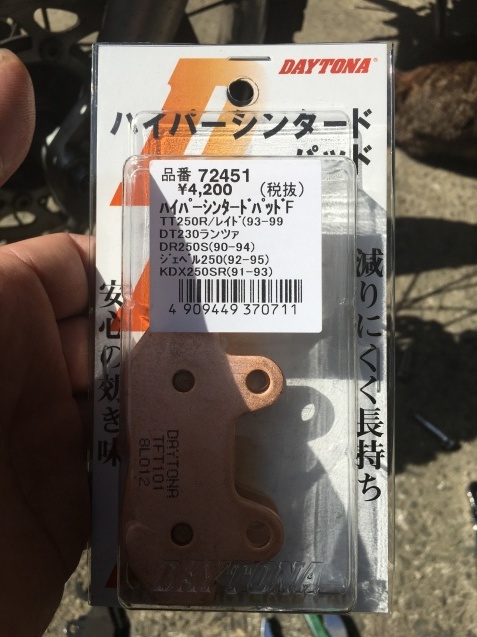 DAYTONA®
ハイパーシンタード
パッド
品番 72451
¥4,200 (税抜)
ハイパーシンタードパッドF
TT250R/レイド(93-99
DT230ランツァ
DR250S(90-94)
ジェベル250(92-95)
KDX250SR(91-93)
4 909449 370711
減りにくく長持ち
安心の効き味
DAYTONA
TFT101
8L012
DAYTONA